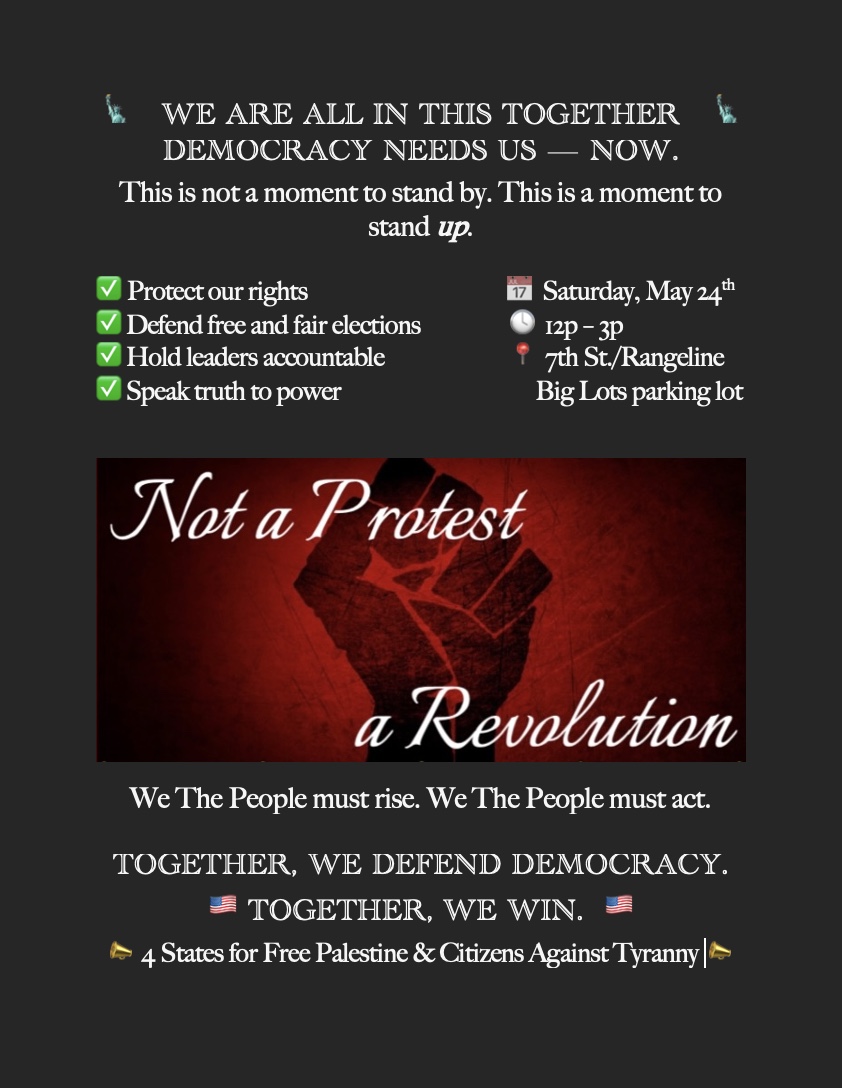 WE ARE ALL IN THIS TOGETHER
DEMOCRACY NEEDS US — NOW.
This is not a moment to stand by. This is a moment to
stand up.
✅ Protect our rights
✅ Defend free and fair elections
✅ Hold leaders accountable
✅ Speak truth to power
📅 Saturday, May 24th
🕓 12p – 3p
📍 7th St./Rangeline
Big Lots parking lot
Not a Protest
a Revolution
We The People must rise. We The People must act.
TOGETHER, WE DEFEND DEMOCRACY.
🇺🇸 TOGETHER, WE WIN. 🇺🇸
📣 4 States for Free Palestine & Citizens Against Tyranny 📣